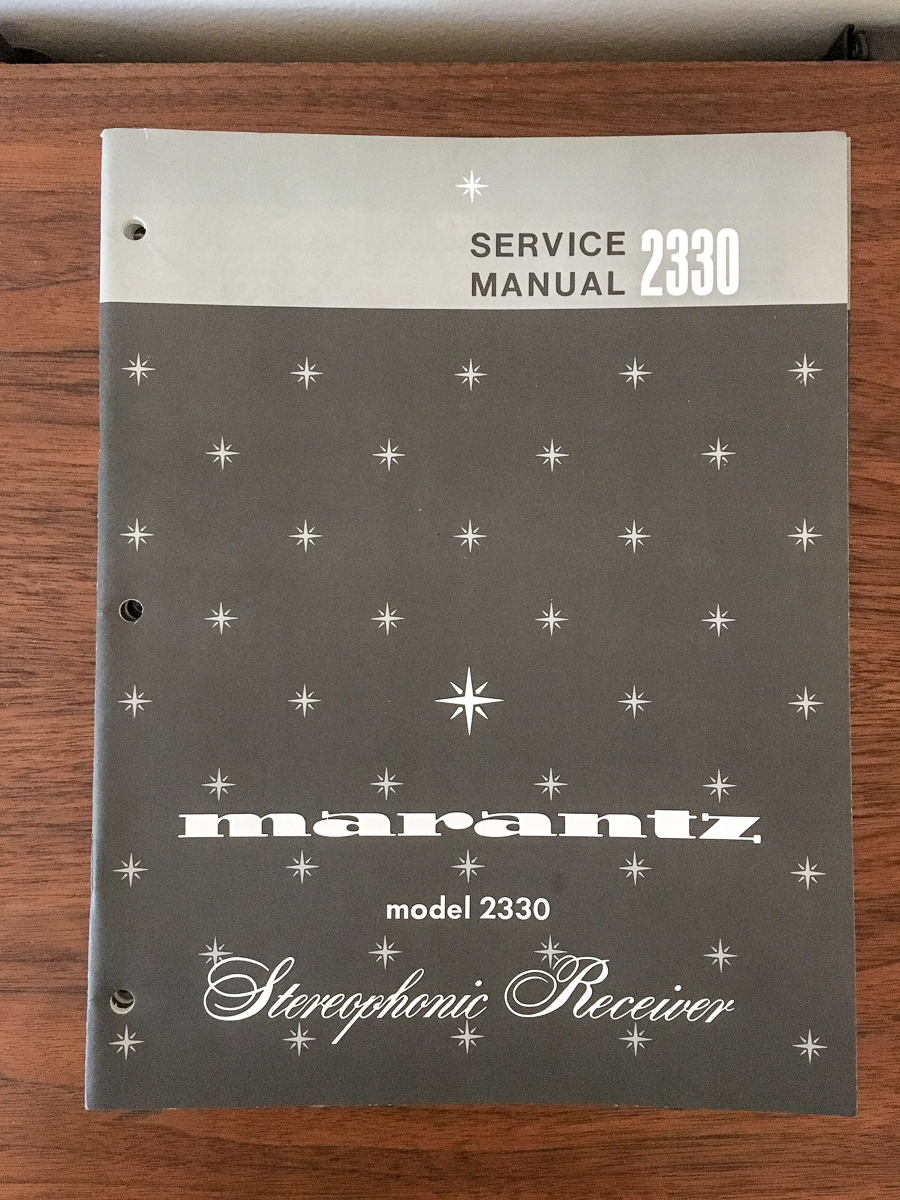 SERVICE
MANUAL 2330
marantz
model 2330
Stereophonic Receiver